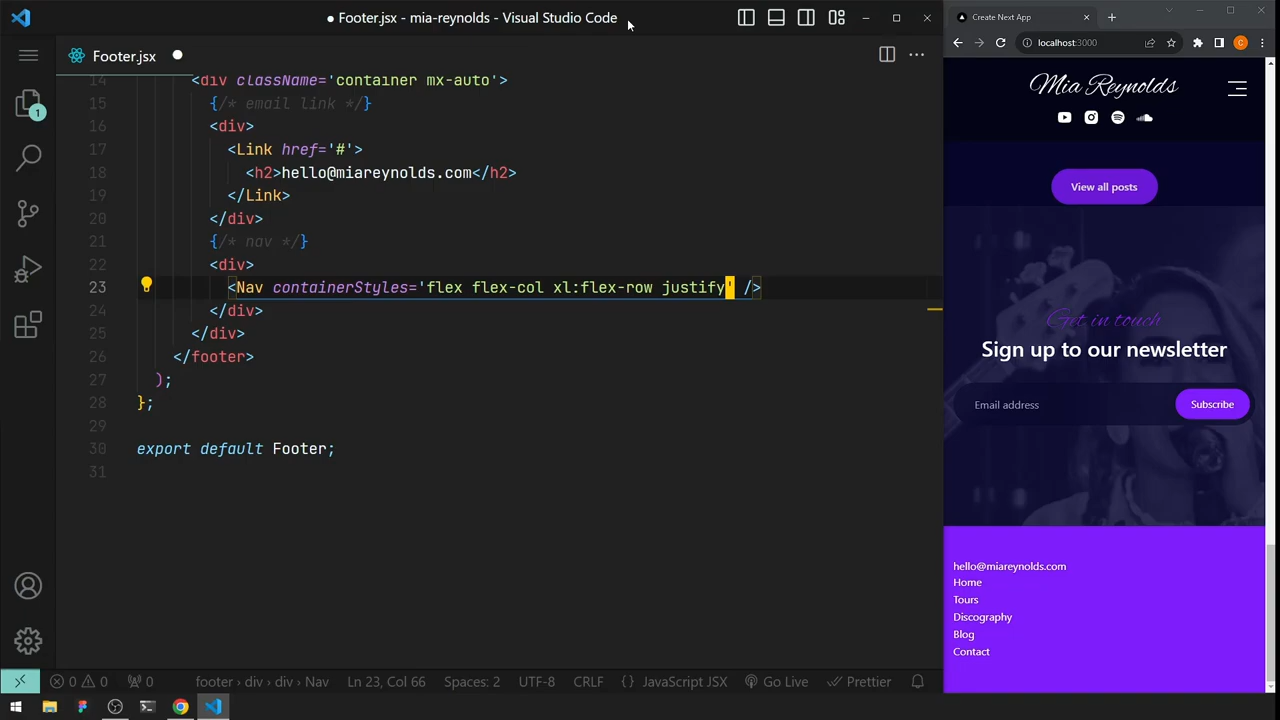 ● Footer.jsx - mia-reynolds - Visual Studio Code
Footer.jsx
14 <div className='container mx-auto'>
15 {/* email link */}
16 <div>
17 <Link href='#'>
18 <h2>hello@miareynolds.com</h2>
19 </Link>
20 </div>
21 {/* nav */}
22 <div>
23 <Nav containerStyles='flex flex-col xl:flex-row justify' />
24 </div>
25 </div>
26 </footer>
27 );
28 };
29
30 export default Footer;
31
1
0 0 0 footer > div > div > Nav Ln 23, Col 66 Spaces: 2 UTF-8 CRLF {} JavaScript JSX Go Live Prettier
Create Next App
localhost:3000
C
Mia Reynolds
View all posts
Get in touch
Sign up to our newsletter
Email address Subscribe
hello@miareynolds.com
Home
Tours
Discography
Blog
Contact